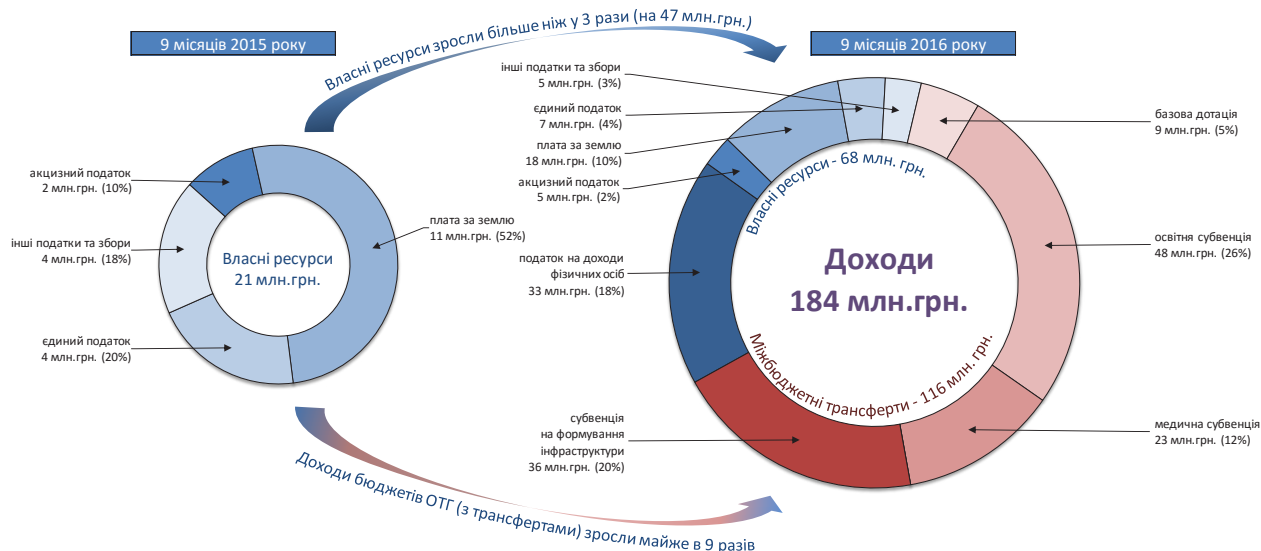 Власні ресурси зросли більше ніж у 3 рази (на 47 млн.грн.)
9 місяців 2015 року
9 місяців 2016 року
акцизний податок
2 млн.грн. (10%)
інші податки та збори
4 млн.грн. (18%)
єдиний податок
4 млн.грн. (20%)
плата за землю
11 млн.грн. (52%)
Власні ресурси
21 млн.грн.
інші податки та збори
5 млн.грн. (3%)
єдиний податок
7 млн.грн. (4%)
плата за землю
18 млн.грн. (10%)
акцизний податок
5 млн.грн. (2%)
податок на доходи
фізичних осіб
33 млн.грн. (18%)
субвенція
на формування
інфраструктури
36 млн.грн. (20%)
Власні ресурси - 68 млн. грн.
Доходи
184 млн.грн.
Міжбюджетні трансферти - 116 млн. грн.
базова дотація
9 млн.грн. (5%)
освітня субвенція
48 млн.грн. (26%)
медична субвенція
23 млн.грн. (12%)
Доходи бюджетів ОТГ (з трансфертами) зросли майже в 9 разів